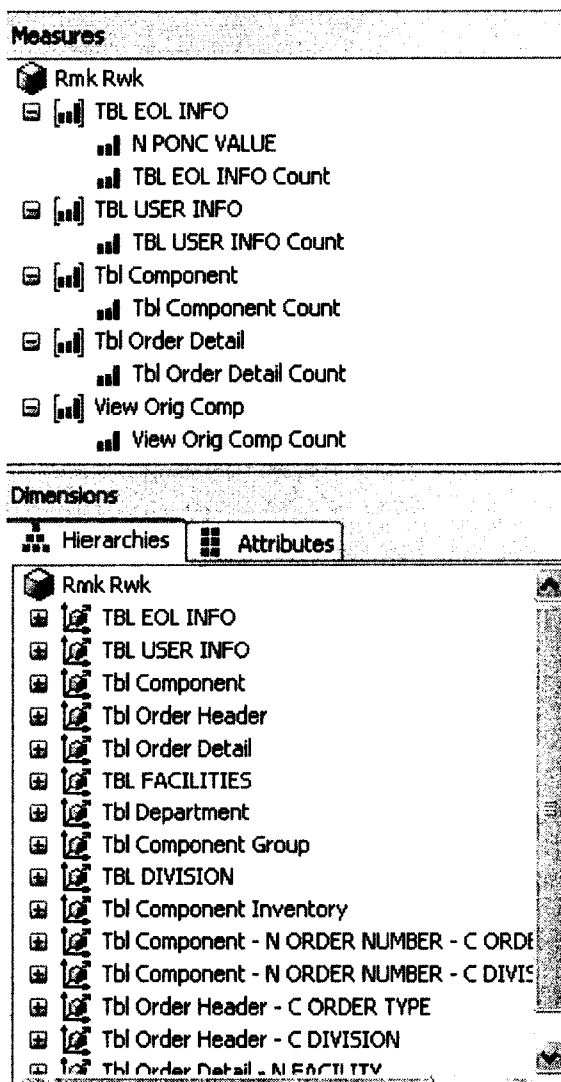 Measures
Rmk Rwk
TBL EOL INFO
N PONC VALUE
TBL EOL INFO Count
TBL USER INFO
TBL USER INFO Count
Tbl Component
Tbl Component Count
Tbl Order Detail
Tbl Order Detail Count
View Orig Comp
View Orig Comp Count
Dimensions
Hierarchies Attributes
Rmk Rwk
TBL EOL INFO
TBL USER INFO
Tbl Component
Tbl Order Header
Tbl Order Detail
TBL FACILITIES
Tbl Department
Tbl Component Group
TBL DIVISION
Tbl Component Inventory
Tbl Component - N ORDER NUMBER - C ORDE
Tbl Component - N ORDER NUMBER - C DIVIS
Tbl Order Header - C ORDER TYPE
Tbl Order Header - C DIVISION
Tbl Order Detail - N FACILITY